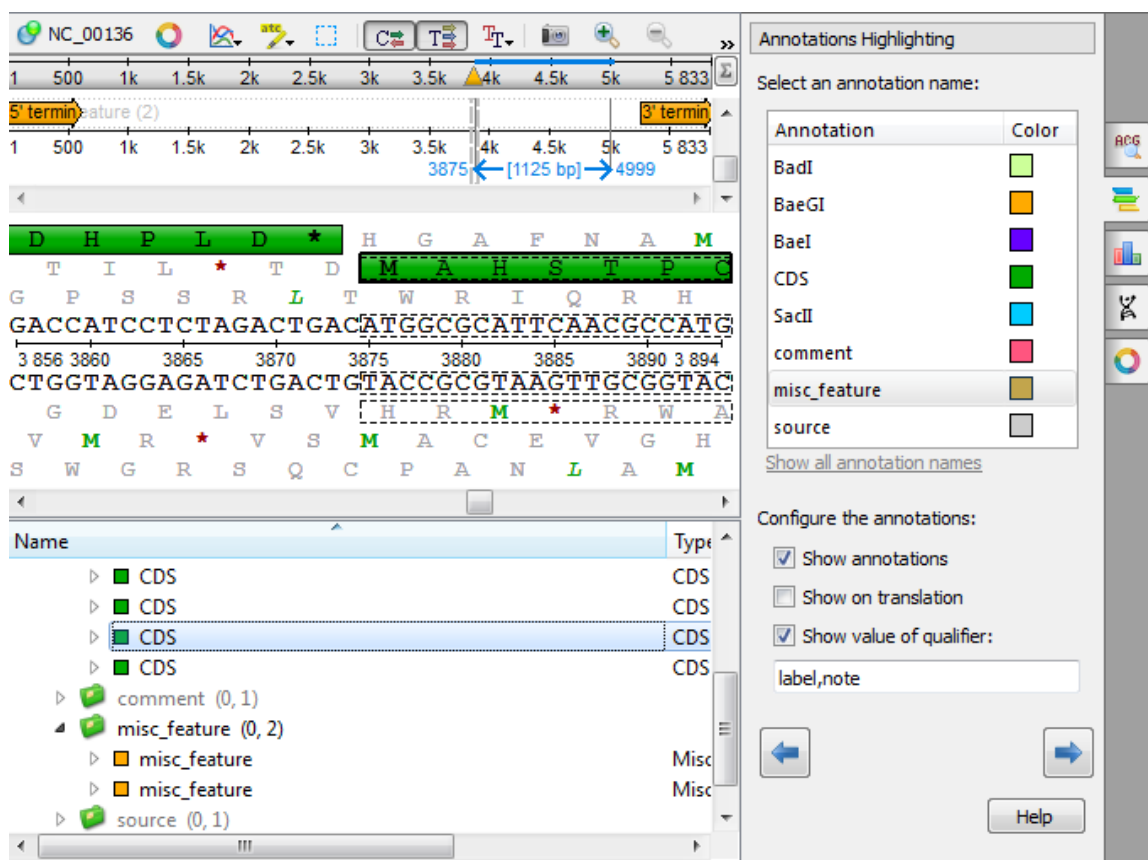 NC_00136
atc
C
T
TT
»
1 500 1k 1.5k 2k 2.5k 3k 3.5k 4k 4.5k 5k 5 833 Σ
5' termin eature (2) 3' termin
1 500 1k 1.5k 2k 2.5k 3k 3.5k 4k 4.5k 5k 5 833
3875 [1125 bp] 4999
D H P L D * H G A F N A M
T I L * T D M A H S T P C
G P S S R L T W R I Q R H
GACCATCCTCTAGACTGACATGGCGCATTCAACGCCATG
3 856 3860 3865 3870 3875 3880 3885 3890 3 894
CTGGTAGGAGATCTGACTGTACCGCGTAAGTTGCGGTAC
G D E L S V H R M * R W A
V M R * V S M A C E V G H
S W G R S Q C P A N L A M
Name Type
CDS CDS
CDS CDS
CDS CDS
CDS CDS
comment (0, 1)
misc_feature (0, 2)
misc_feature Misc
misc_feature Misc
source (0, 1)
Annotations Highlighting
Select an annotation name:
Annotation Color
BadI
BaeGI
BaeI
CDS
SacII
comment
misc_feature
source
Show all annotation names
Configure the annotations:
Show annotations
Show on translation
Show value of qualifier:
label,note
Help
ACG